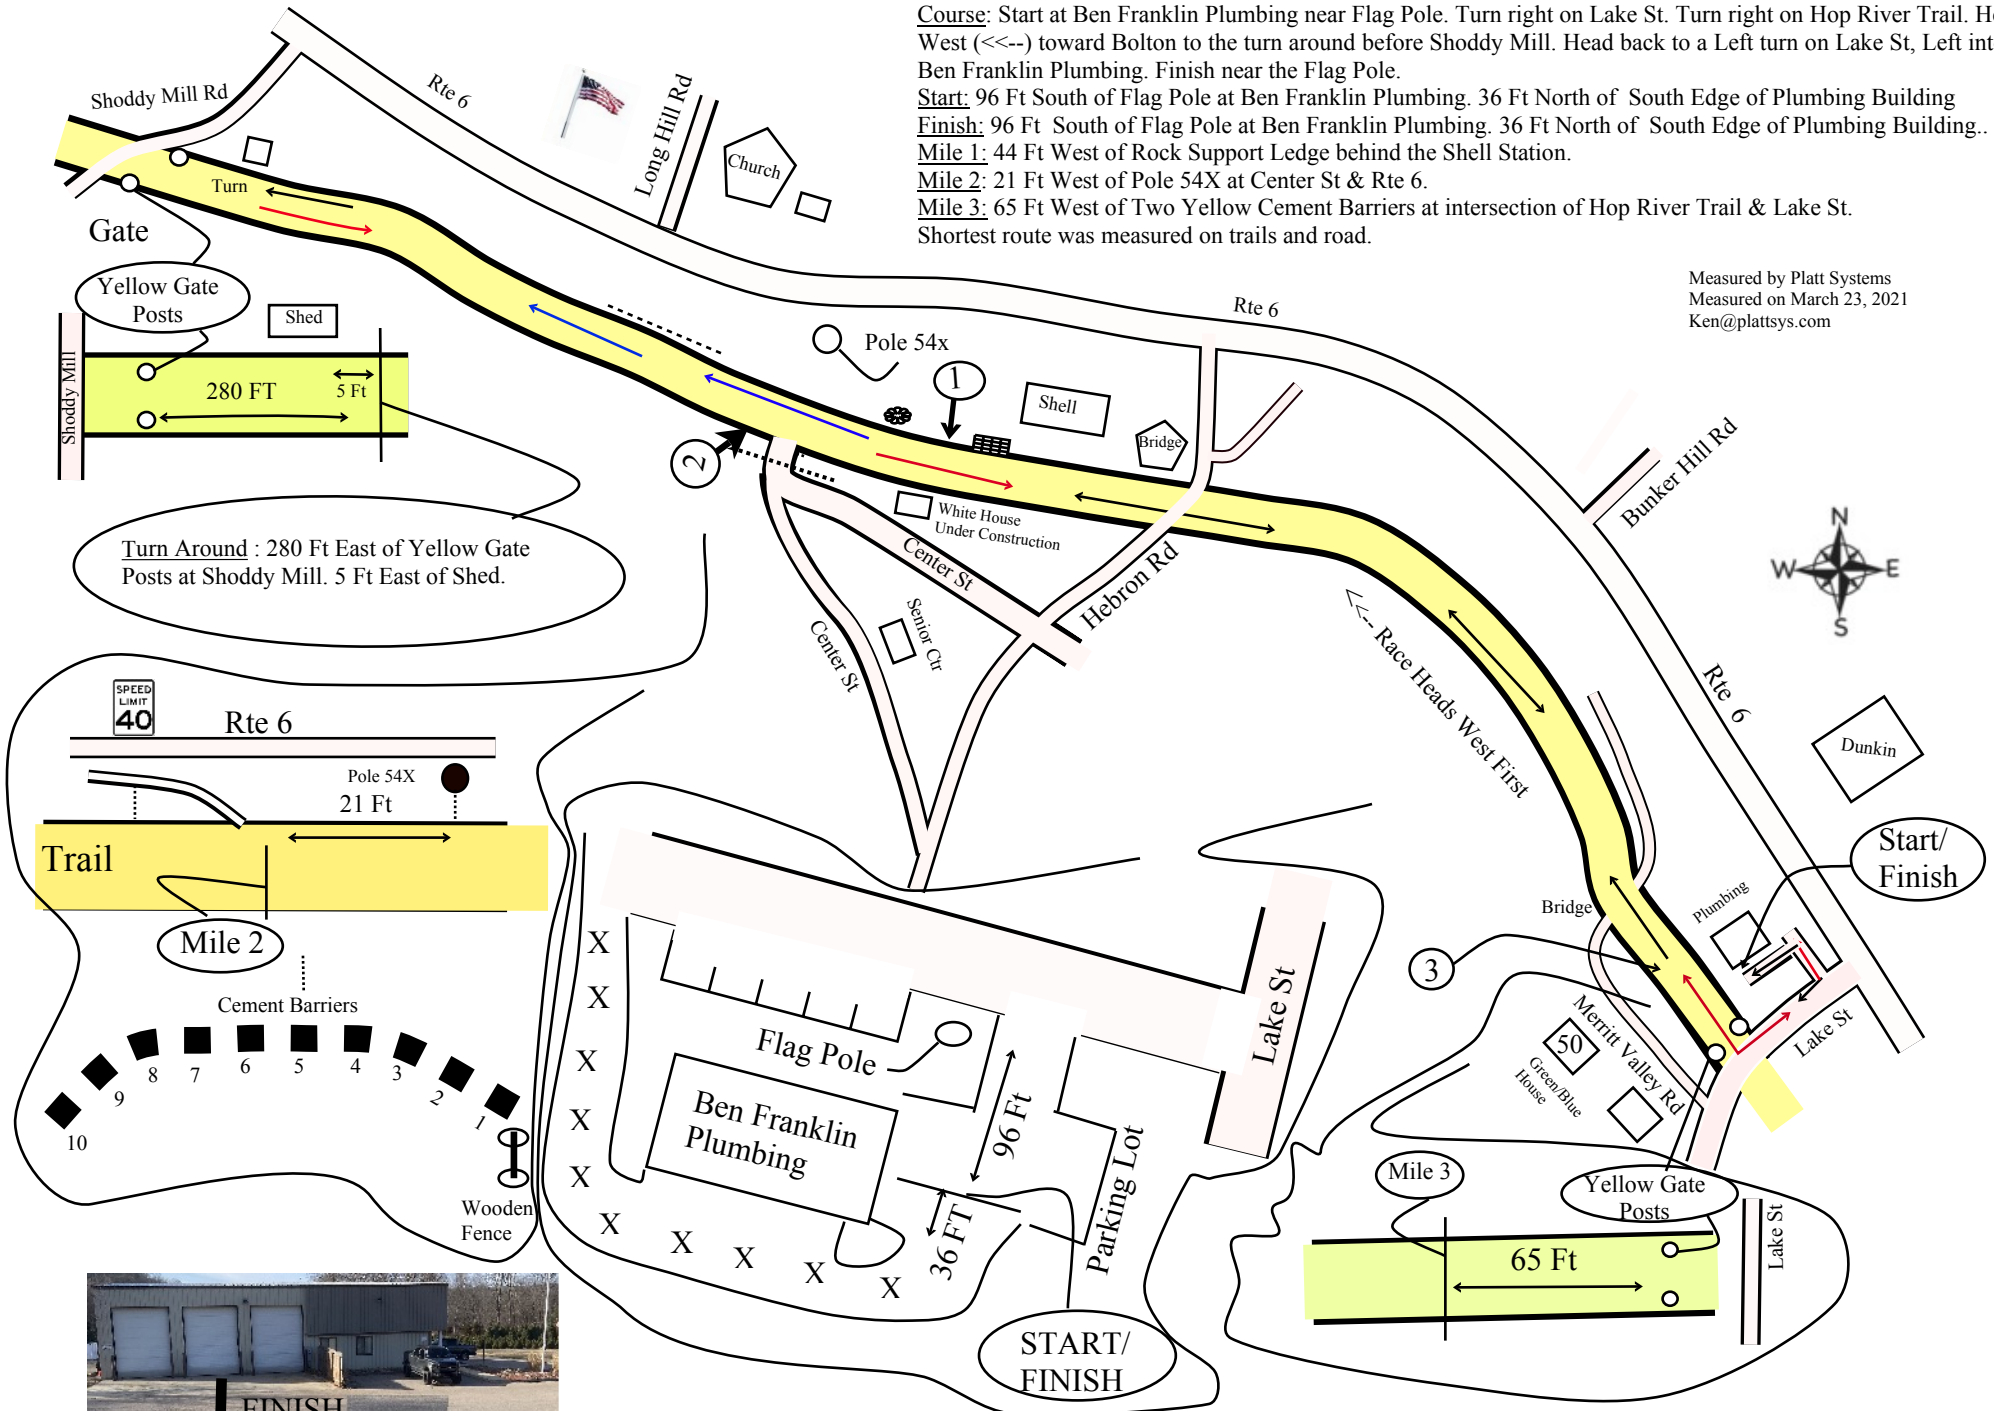 Course: Start at Ben Franklin Plumbing near Flag Pole. Turn right on Lake St. Turn right on Hop River Trail.
West (<<--) toward Bolton to the turn around before Shoddy Mill. Head back to a Left turn on Lake St, Left
Ben Franklin Plumbing. Finish near the Flag Pole.
Start: 96 Ft South of Flag Pole at Ben Franklin Plumbing. 36 Ft North of South Edge of Plumbing Building
Finish: 96 Ft South of Flag Pole at Ben Franklin Plumbing. 36 Ft North of South Edge of Plumbing Building..
Mile 1: 44 Ft West of Rock Support Ledge behind the Shell Station.
Mile 2: 21 Ft West of Pole 54X at Center St & Rte 6.
Mile 3: 65 Ft West of Two Yellow Cement Barriers at intersection of Hop River Trail & Lake St.
Shortest route was measured on trails and road.
Measured by Platt Systems
Measured on March 23, 2021
Ken@plattsys.com
Shoddy Mill Rd
Rte 6
Long Hill Rd
Church
Turn
Gate
Yellow Gate
Posts
Shed
Shoddy Mill
280 FT
5 Ft
Turn Around : 280 Ft East of Yellow Gate
Posts at Shoddy Mill. 5 Ft East of Shed.
Rte 6
Pole 54x
1
Shell
Bridge
2
White House
Under Construction
Center St
Hebron Rd
Senior Ctr
Center St
Bunker Hill Rd
N
W
E
S
<<-- Race Heads West First
Rte 6
Dunkin
Start/
Finish
Plumbing
Bridge
3
Merritt Valley Rd
Lake St
50
Green/Blue
House
SPEED
LIMIT
40
Rte 6
Pole 54X
21 Ft
Trail
Mile 2
Cement Barriers
10
9
8
7
6
5
4
3
2
1
Wooden
Fence
X
X
X
X
X
X
X
X
X
X
Flag Pole
Ben Franklin
Plumbing
96 Ft
36 FT
Parking Lot
Lake St
START/
FINISH
Mile 3
Yellow Gate
Posts
65 Ft
Lake St
FINISH